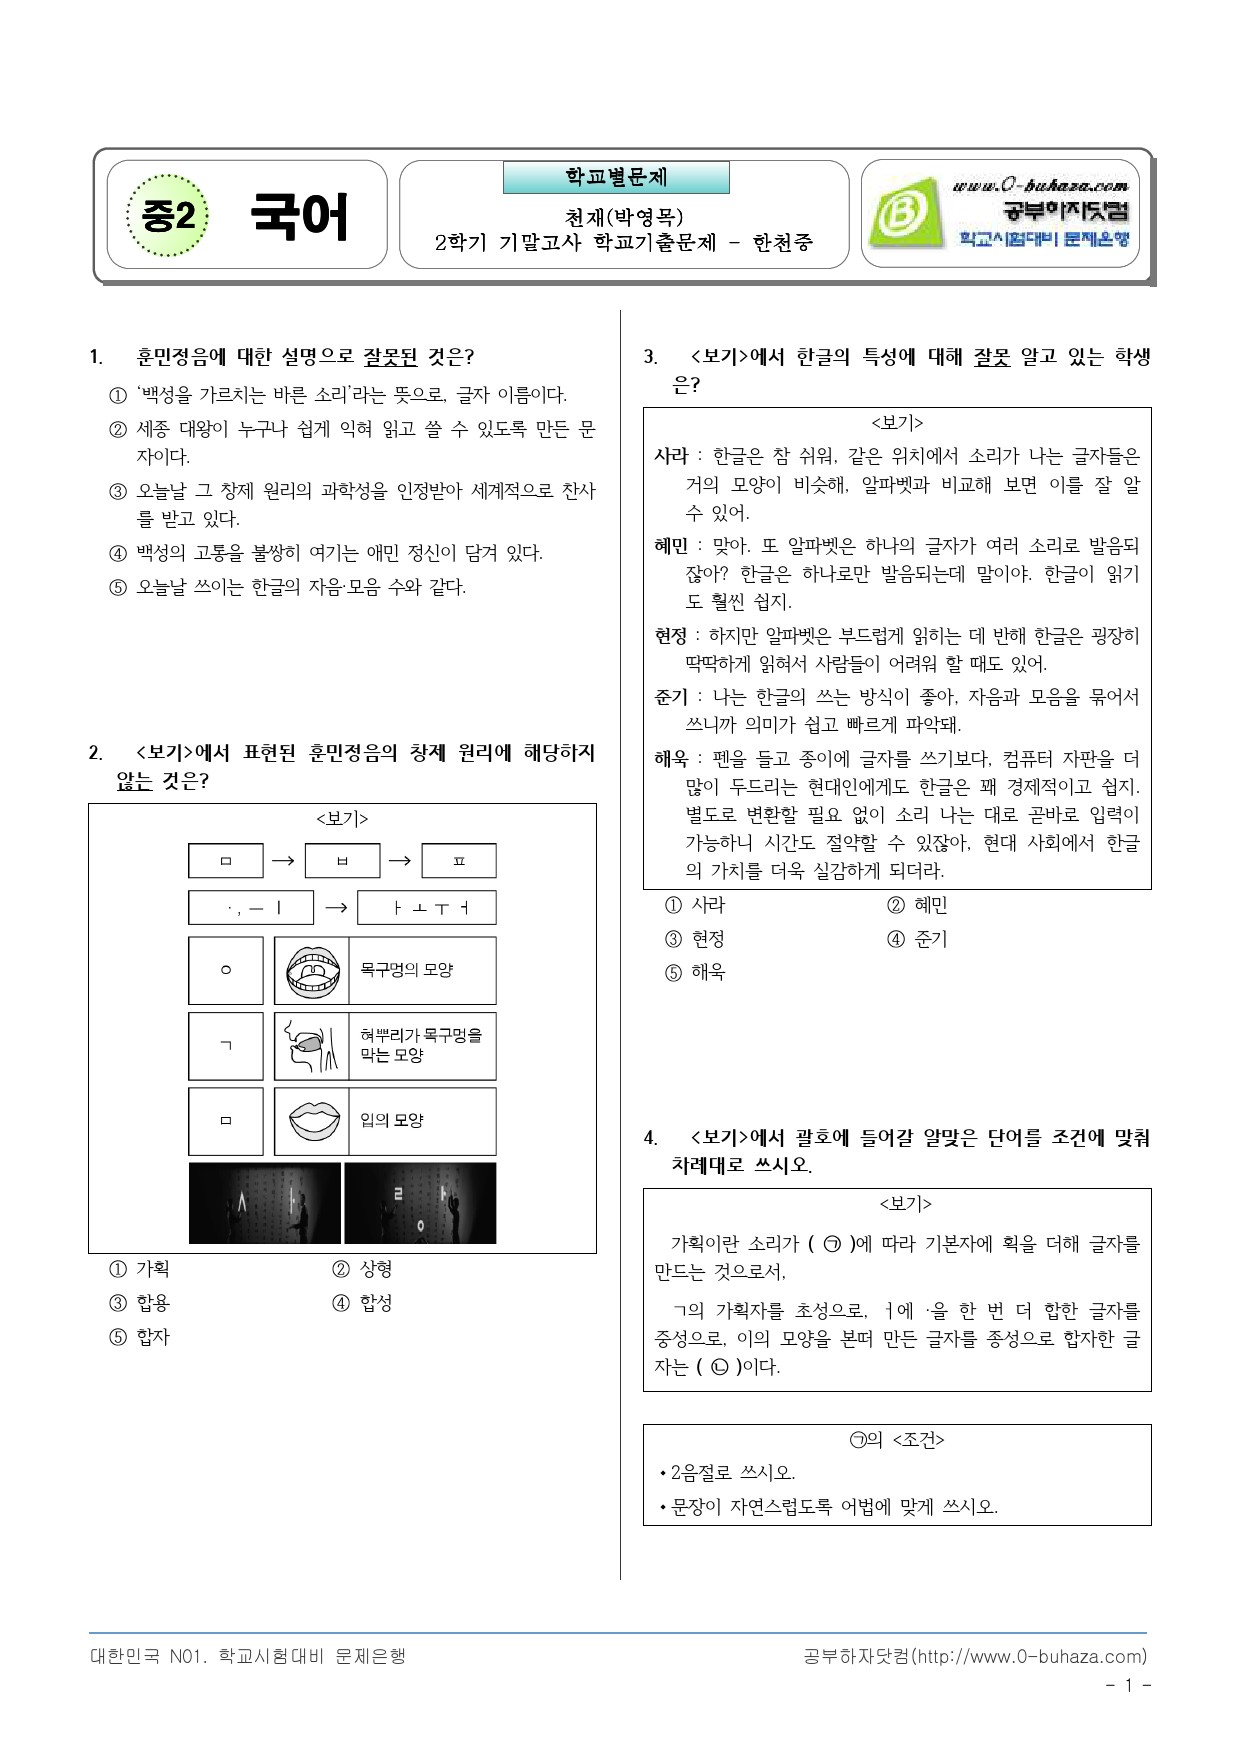 중2 국어
학교별문제
천재(박영목)
2학기 기말고사 학교기출문제 - 한천중
www.0-buhaza.com
공부하자닷컴
학교시험대비 문제은행
1. 훈민정음에 대한 설명으로 잘못된 것은?
① ‘백성을 가르치는 바른 소리’라는 뜻으로, 글자 이름이다.
② 세종 대왕이 누구나 쉽게 익혀 읽고 쓸 수 있도록 만든 문
자이다.
③ 오늘날 그 창제 원리의 과학성을 인정받아 세계적으로 찬사
를 받고 있다.
④ 백성의 고통을 불쌍히 여기는 애민 정신이 담겨 있다.
⑤ 오늘날 쓰이는 한글의 자음·모음 수와 같다.
2. <보기>에서 표현된 훈민정음의 창제 원리에 해당하지
않는 것은?
<보기>
ㅁ → ㅂ → ㅍ
·, ㅡ ㅣ → ㅏ ㅗ ㅜ ㅓ
ㅇ 목구멍의 모양
ㄱ 혀뿌리가 목구멍을
막는 모양
ㅁ 입의 모양
ㅅ ㅏ ㄹ ㅏ
ㅇ
① 가획 ② 상형
③ 합용 ④ 합성
⑤ 합자
3. <보기>에서 한글의 특성에 대해 잘못 알고 있는 학생
은?
<보기>
사라 : 한글은 참 쉬워, 같은 위치에서 소리가 나는 글자들은
거의 모양이 비슷해, 알파벳과 비교해 보면 이를 잘 알
수 있어.
혜민 : 맞아. 또 알파벳은 하나의 글자가 여러 소리로 발음되
잖아? 한글은 하나로만 발음되는데 말이야. 한글이 읽기
도 훨씬 쉽지.
현정 : 하지만 알파벳은 부드럽게 읽히는 데 반해 한글은 굉장히
딱딱하게 읽혀서 사람들이 어려워 할 때도 있어.
준기 : 나는 한글의 쓰는 방식이 좋아, 자음과 모음을 묶어서
쓰니까 의미가 쉽고 빠르게 파악돼.
해욱 : 펜을 들고 종이에 글자를 쓰기보다, 컴퓨터 자판을 더
많이 두드리는 현대인에게도 한글은 꽤 경제적이고 쉽지.
별도로 변환할 필요 없이 소리 나는 대로 곧바로 입력이
가능하니 시간도 절약할 수 있잖아, 현대 사회에서 한글
의 가치를 더욱 실감하게 되더라.
① 사라 ② 혜민
③ 현정 ④ 준기
⑤ 해욱
4. <보기>에서 괄호에 들어갈 알맞은 단어를 조건에 맞춰
차례대로 쓰시오.
<보기>
가획이란 소리가 ( ㉠ )에 따라 기본자에 획을 더해 글자를
만드는 것으로서,
ㄱ의 가획자를 초성으로, ㅓ에 ·을 한 번 더 합한 글자를
중성으로, 이의 모양을 본떠 만든 글자를 종성으로 합자한 글
자는 ( ㉡ )이다.
㉠의 <조건>
• 2음절로 쓰시오.
• 문장이 자연스럽도록 어법에 맞게 쓰시오.
대한민국 N01. 학교시험대비 문제은행
공부하자닷컴(http://www.0-buhaza.com)
- 1 -